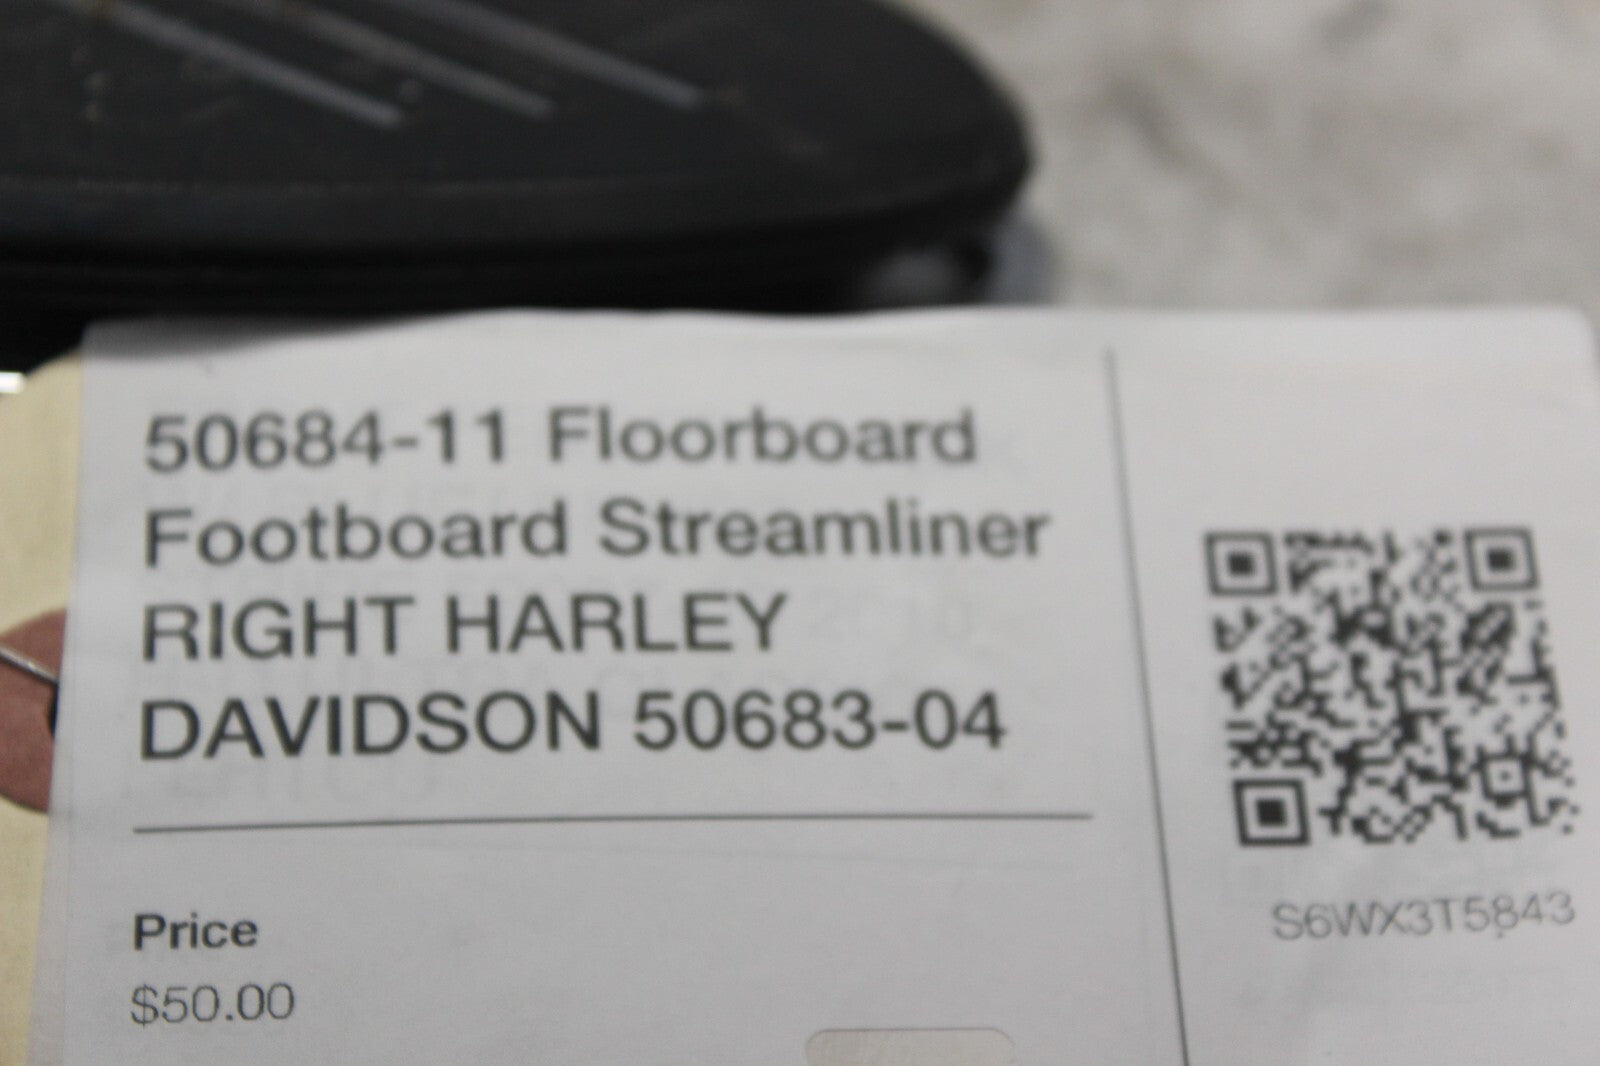 50684-11 Floorboard
Footboard Streamliner
RIGHT HARLEY
DAVIDSON 50683-04
Price
$50.00
S6WX3T5843